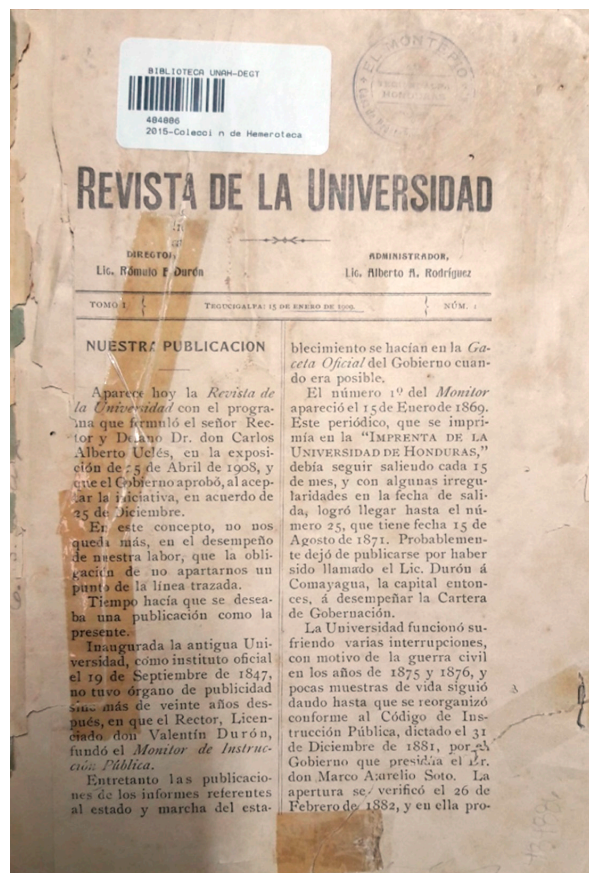 BIBLIOTECA UNAH-DEGT
404006
2015-Colecci n de Hemeroteca
EL MONTEPIO
HONDURAS
REVISTA DE LA UNIVERSIDAD
DIRECTOR,
Lic. Rómulo E Durón
ADMINISTRADOR,
Lic. Alberto A. Rodríguez
TOMO I
TEGUCIGALPA: 15 DE ENERO DE 1909.
NÚM. 1
NUESTRA PUBLICACION
Aparece hoy la Revista de
la Universidad con el progra-
ma que formuló el señor Rec-
tor y Decano Dr. don Carlos
Alberto Uclés, en la exposi-
ción de 15 de Abril de 1908, y
que el Gobierno aprobó, al acep-
tar la iniciativa, en acuerdo de
25 de Diciembre.
En este concepto, no nos
queda más, en el desempeño
de nuestra labor, que la obli-
gación de no apartarnos un
punto de la línea trazada.
Tiempo hacía que se desea-
ba una publicación como la
presente.
Inaugurada la antigua Uni-
versidad, como instituto oficial
el 19 de Septiembre de 1847,
no tuvo órgano de publicidad
sino más de veinte años des-
pués, en que el Rector, Licen-
ciado don Valentín Durón,
fundó el Monitor de Instruc-
ción Pública.
Entretanto las publicacio-
nes de los informes referentes
al estado y marcha del esta-
blecimiento se hacían en la Ga-
ceta Oficial del Gobierno cuan-
do era posible.
El número 1º del Monitor
apareció el 15 de Enero de 1869.
Este periódico, que se impri-
mía en la "IMPRENTA DE LA
UNIVERSIDAD DE HONDURAS,"
debía seguir saliendo cada 15
de mes, y con algunas irregu-
laridades en la fecha de sali-
da, logró llegar hasta el nú-
mero 25, que tiene fecha 15 de
Agosto de 1871. Probablemen-
te dejó de publicarse por haber
sido llamado el Lic. Durón á
Comayagua, la capital enton-
ces, á desempeñar la Cartera
de Gobernación.
La Universidad funcionó su-
friendo varias interrupciones,
con motivo de la guerra civil
en los años de 1875 y 1876, y
pocas muestras de vida siguió
dando hasta que se reorganizó
conforme al Código de Ins-
trucción Pública, dictado el 31
de Diciembre de 1881, por el
Gobierno que presidía el Dr.
don Marco Aurelio Soto. La
apertura se verificó el 26 de
Febrero de 1882, y en ella pro-